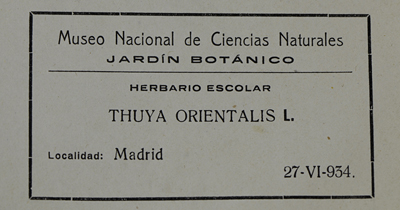 Museo Nacional de Ciencias Naturales
JARDÍN BOTÁNICO
HERBARIO ESCOLAR
THUYA ORIENTALIS L.
Localidad: Madrid
27-VI-934.